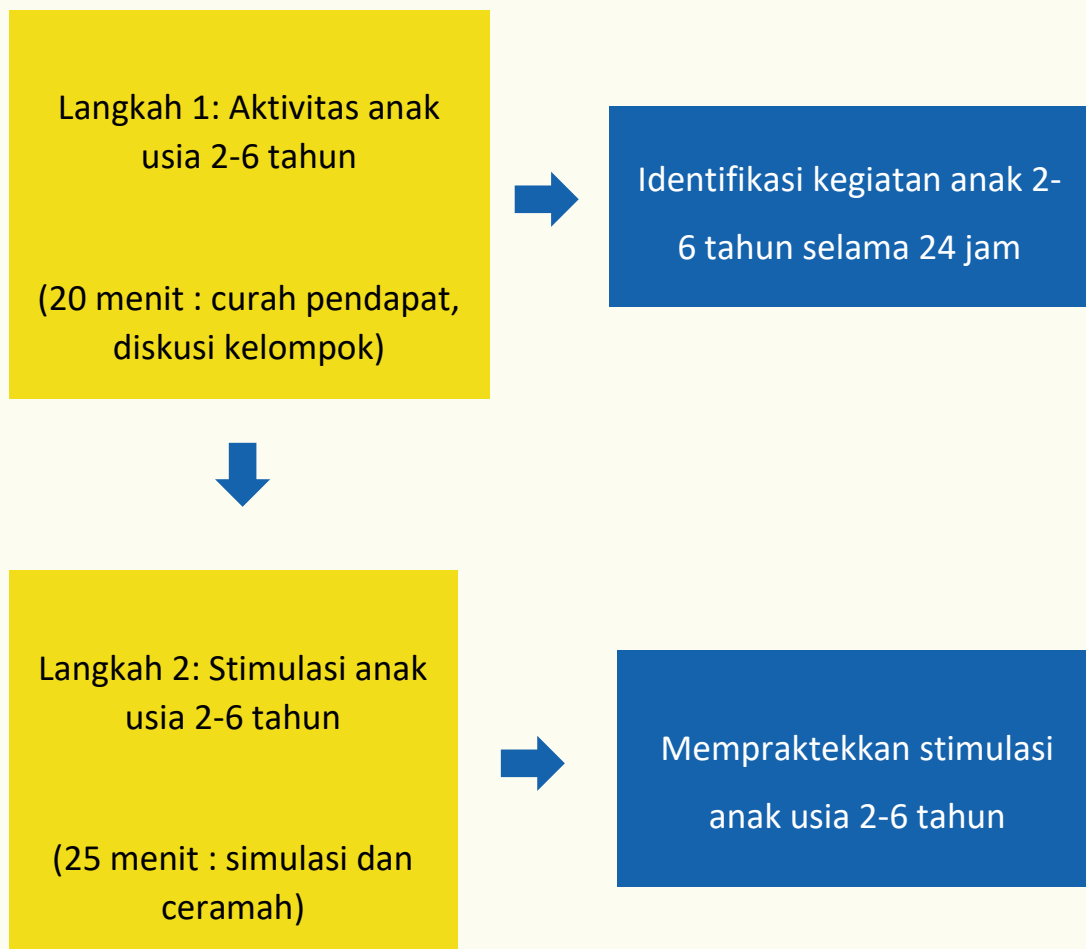 Langkah 1: Aktivitas anak
usia 2-6 tahun
(20 menit : curah pendapat,
diskusi kelompok)
Identifikasi kegiatan anak 2-
6 tahun selama 24 jam
Langkah 2: Stimulasi anak
usia 2-6 tahun
(25 menit : simulasi dan
ceramah)
Mempraktekkan stimulasi
anak usia 2-6 tahun